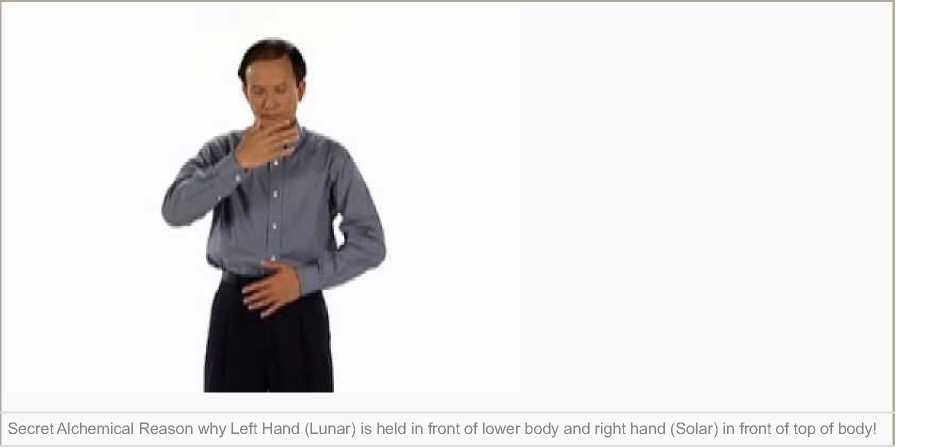 Secret Alchemical Reason why Left Hand (Lunar) is held in front of lower body and right hand (Solar) in front of top of body!